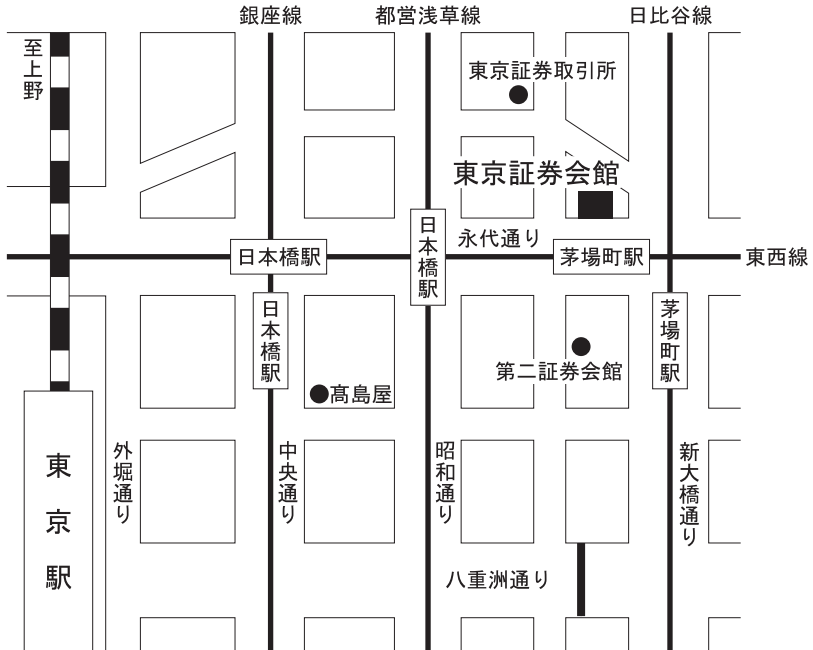 銀座線
都営浅草線
日比谷線
至上野
東京証券取引所
東京証券会館
日本橋駅
永代通り
日本橋駅
茅場町駅
東西線
日本橋駅
茅場町駅
第二証券会館
髙島屋
東京駅
外堀通り
中央通り
昭和通り
新大橋通り
八重洲通り